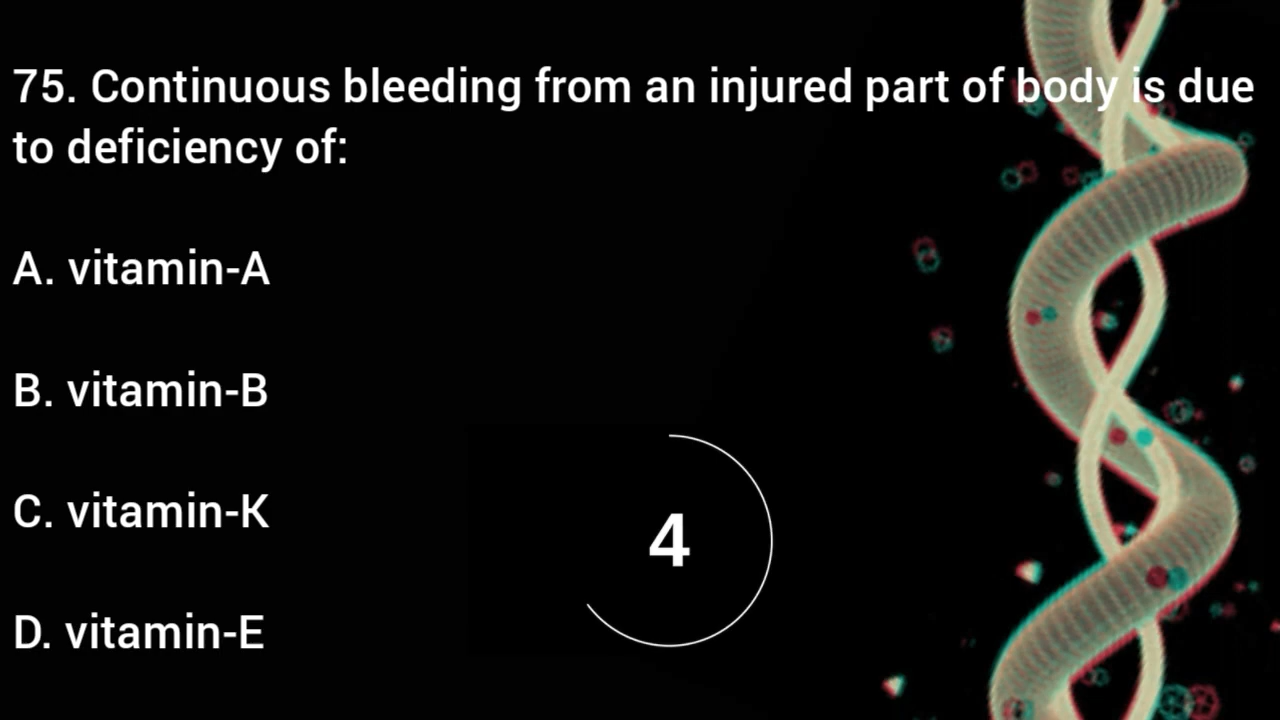 75. Continuous bleeding from an injured part of body is due
to deficiency of:
A. vitamin-A
B. vitamin-B
C. vitamin-K
4
D. vitamin-E